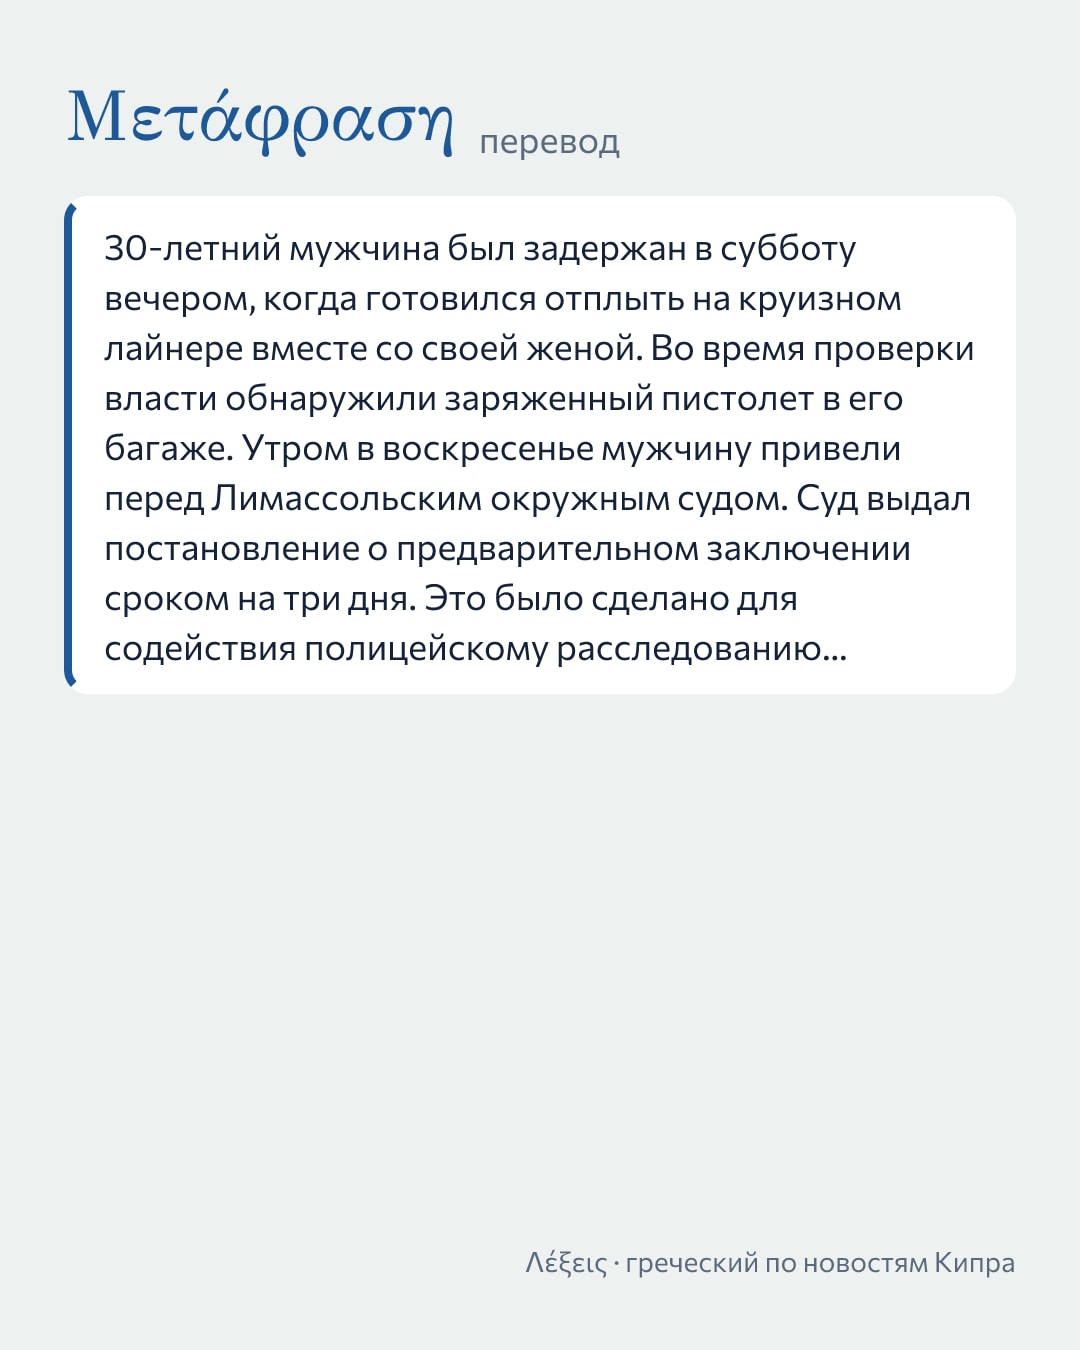 Μετάφραση перевод
30-летний мужчина был задержан в субботу
вечером, когда готовился отплыть на круизном
лайнере вместе со своей женой. Во время проверки
власти обнаружили заряженный пистолет в его
багаже. Утром в воскресенье мужчину привели
перед Лимассольским окружным судом. Суд выдал
постановление о предварительном заключении
сроком на три дня. Это было сделано для
содействия полицейскому расследованию...
Λέξεις · греческий по новостям Кипра